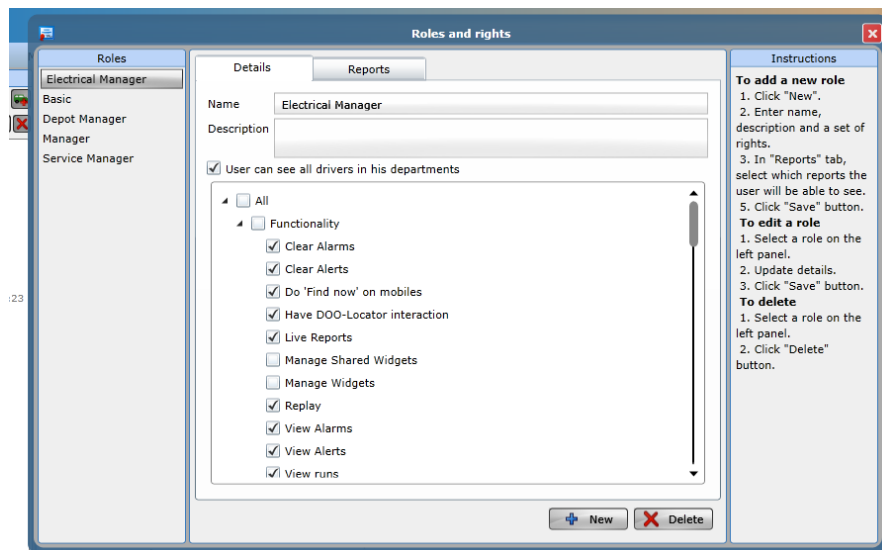 Roles and rights
Roles
Electrical Manager
Basic
Depot Manager
Manager
Service Manager
:23
Details
Reports
Name
Electrical Manager
Description
User can see all drivers in his departments
All
Functionality
Clear Alarms
Clear Alerts
Do 'Find now' on mobiles
Have DOO-Locator interaction
Live Reports
Manage Shared Widgets
Manage Widgets
Replay
View Alarms
View Alerts
View runs
New
Delete
Instructions
To add a new role
1. Click "New".
2. Enter name,
description and a set of
rights.
3. In "Reports" tab,
select which reports the
user will be able to see.
5. Click "Save" button.
To edit a role
1. Select a role on the
left panel.
2. Update details.
3. Click "Save" button.
To delete
1. Select a role on the
left panel.
2. Click "Delete"
button.